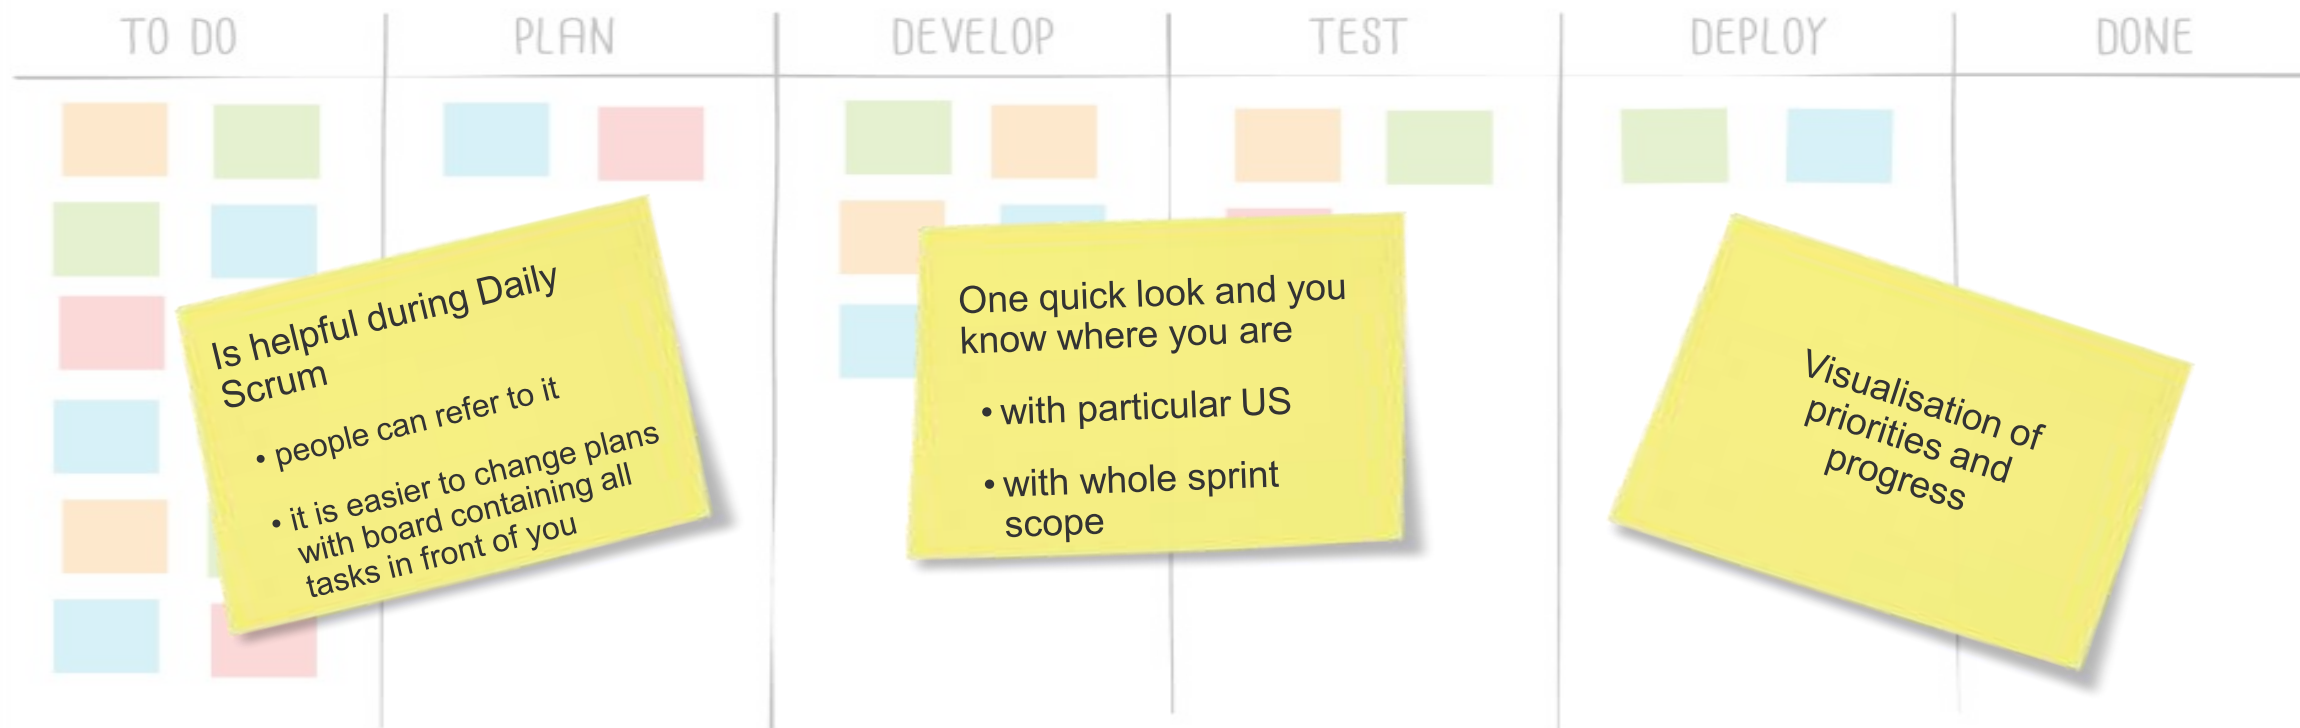 TO DO
PLAN
DEVELOP
TEST
DEPLOY
DONE
Is helpful during Daily
Scrum
• people can refer to it
• it is easier to change plans
with board containing all
tasks in front of you
One quick look and you
know where you are
• with particular US
• with whole sprint
scope
Visualisation of
priorities and
progress